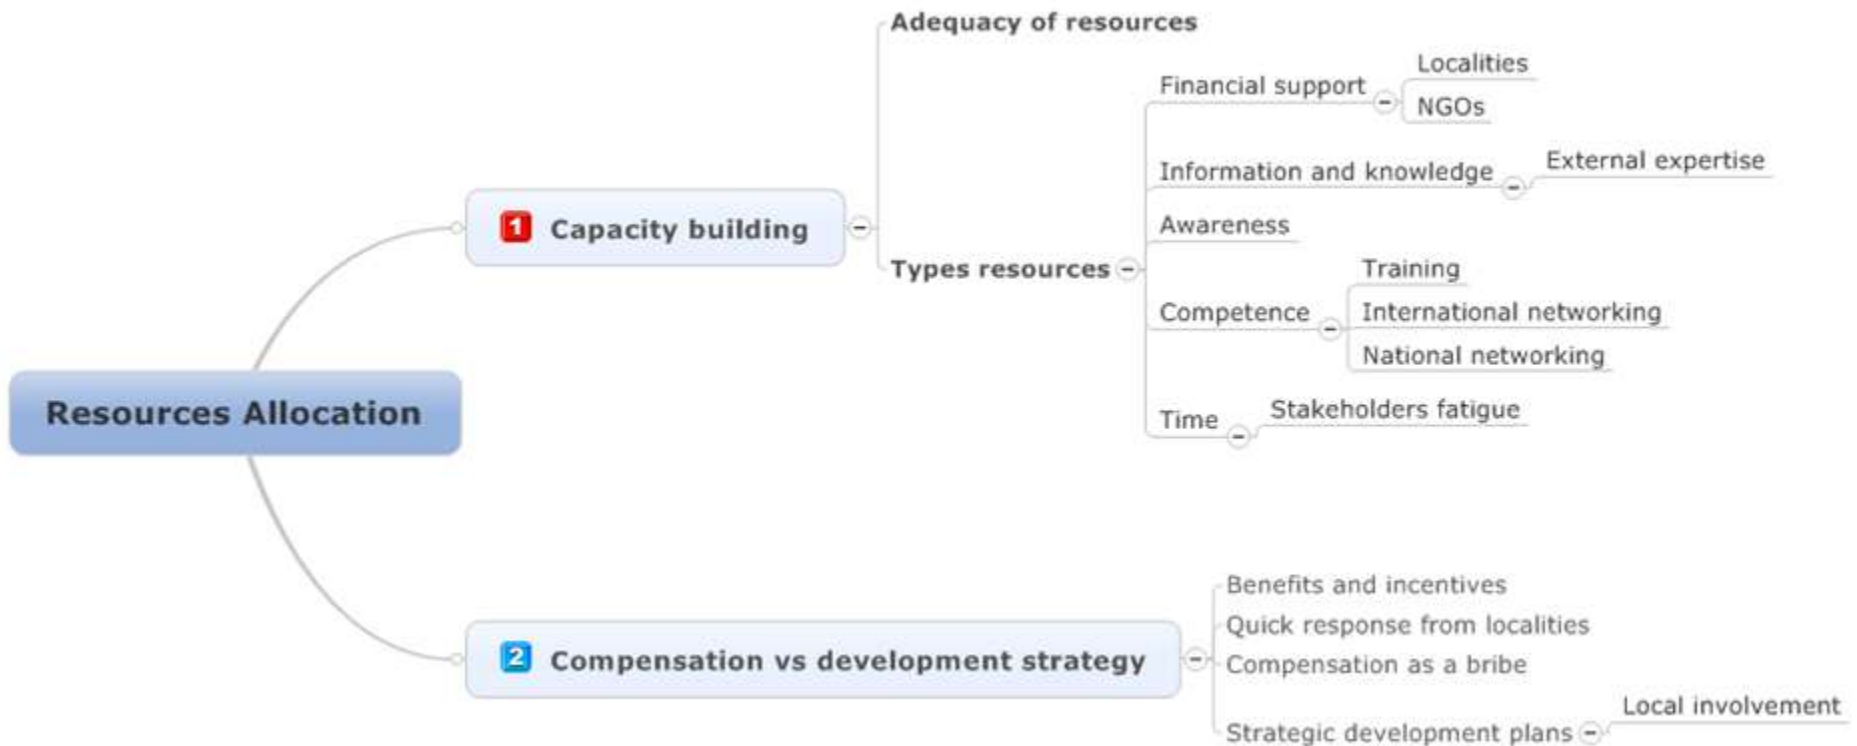 Resources Allocation
1 Capacity building
Adequacy of resources
Types resources
Financial support
Localities
NGOs
Information and knowledge
External expertise
Awareness
Competence
Training
International networking
National networking
Time
Stakeholders fatigue
2 Compensation vs development strategy
Benefits and incentives
Quick response from localities
Compensation as a bribe
Strategic development plans
Local involvement